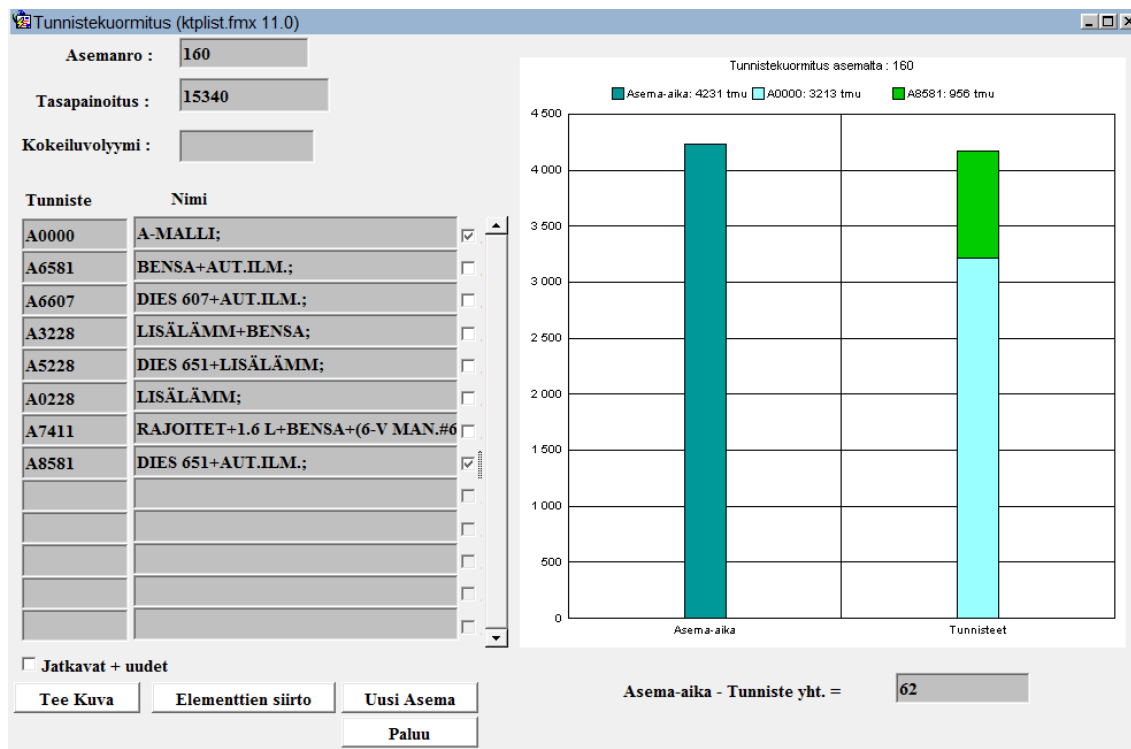 Tunnistekuormitus (ktplist.fmx 11.0)
Asemanro : 160
Tasapainoitus : 15340
Kokeiluvolyymi :
Tunniste Nimi
A0000 A-MALLI;
A6581 BENSA+AUT.ILM.;
A6607 DIES 607+AUT.ILM.;
A3228 LISÄLÄMM+BENSA;
A5228 DIES 651+LISÄLÄMM;
A0228 LISÄLÄMM;
A7411 RAJOITET+1.6 L+BENSA+(6-V MAN.#6
A8581 DIES 651+AUT.ILM.;
Jatkavat + uudet
Tee Kuva Elementtien siirto Uusi Asema
Paluu
Tunnistekuormitus asemalta : 160
Asema-aika: 4231 tmu A0000: 3213 tmu A8581: 956 tmu
4 500
4 000
3 500
3 000
2 500
2 000
1 500
1 000
500
0
Asema-aika Tunnisteet
Asema-aika - Tunniste yht. = 62